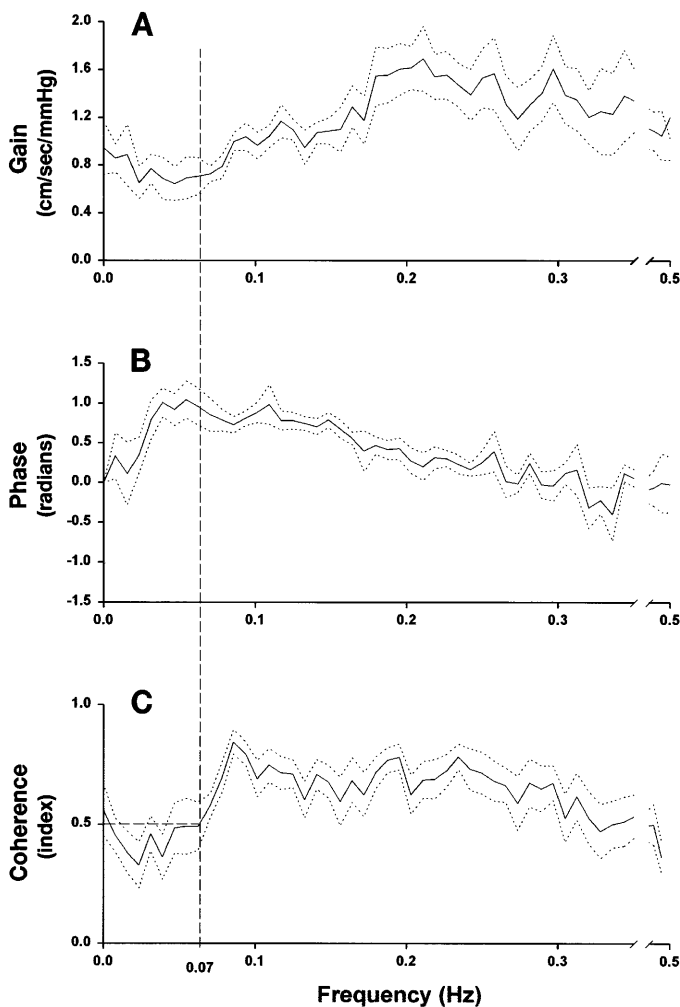 A
2.0
1.6
1.2
0.8
0.4
0.0
Gain
(cm/sec/mmHg)
0.0 0.1 0.2 0.3 0.5
B
1.5
1.0
0.5
0.0
-0.5
-1.0
-1.5
Phase
(radians)
0.0 0.1 0.2 0.3 0.5
C
1.0
0.5
0.0
Coherence
(index)
0.0 0.07 0.1 0.2 0.3 0.5
Frequency (Hz)